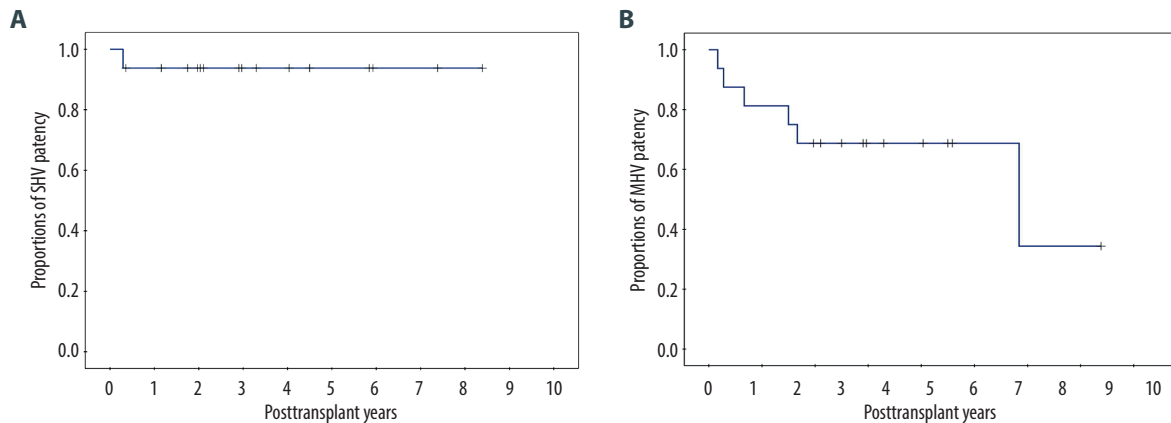 A
Proportions of SHV patency
1.0
0.8
0.6
0.4
0.2
0.0
0 1 2 3 4 5 6 7 8 9 10
Posttransplant years
B
Proportions of MHV patency
1.0
0.8
0.6
0.4
0.2
0.0
0 1 2 3 4 5 6 7 8 9 10
Posttransplant years